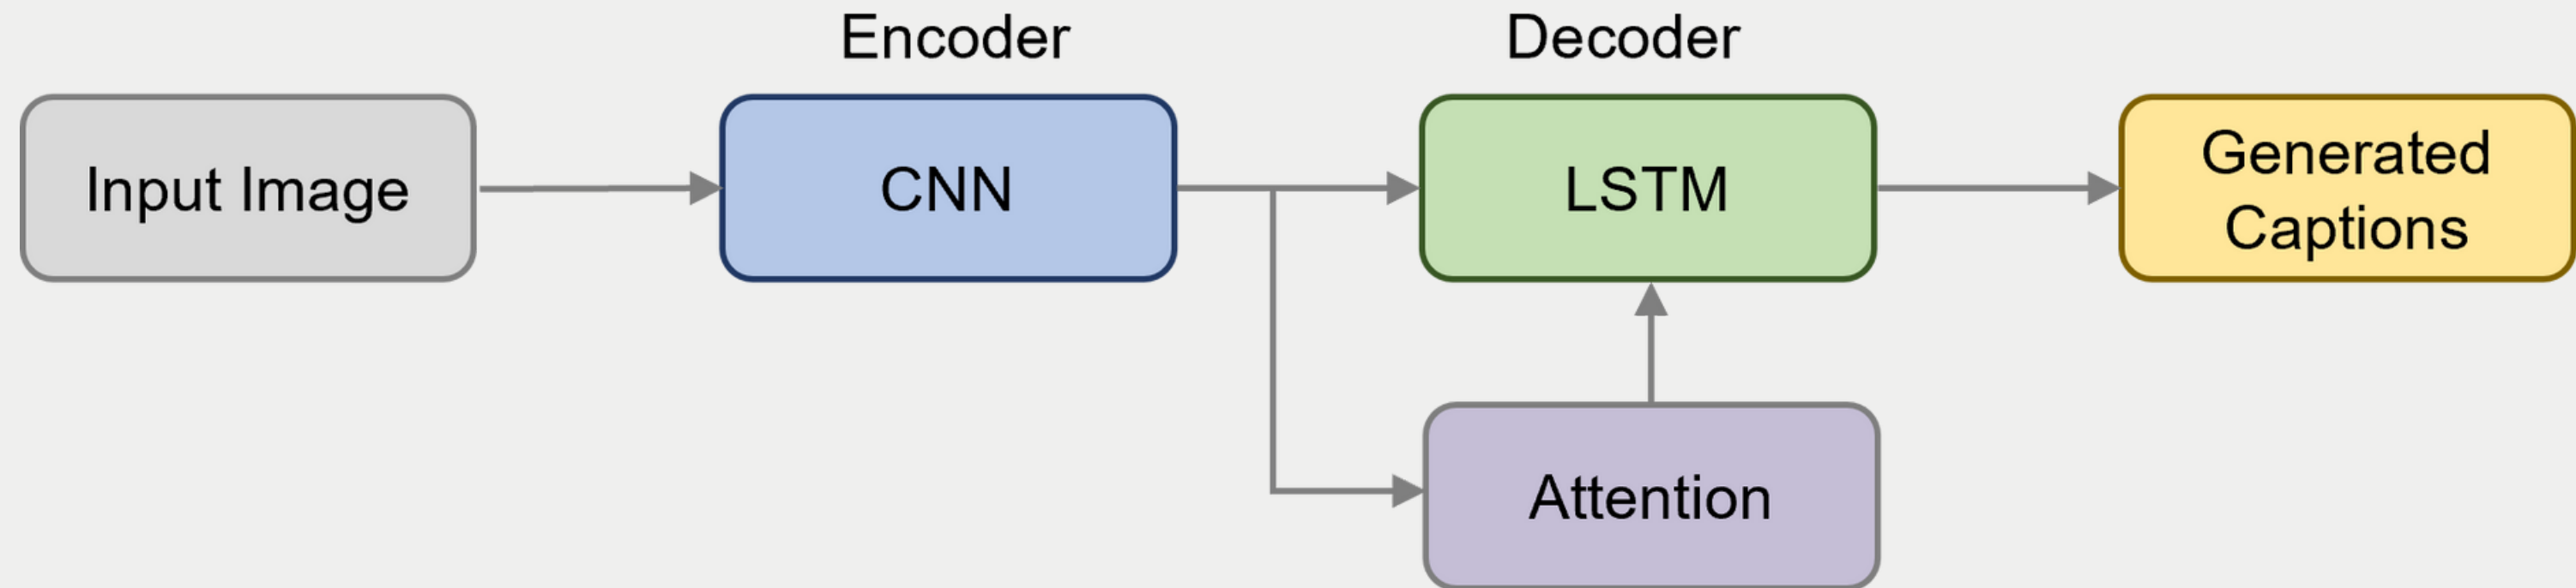 Encoder
Decoder
Input Image
CNN
LSTM
Generated
Captions
Attention